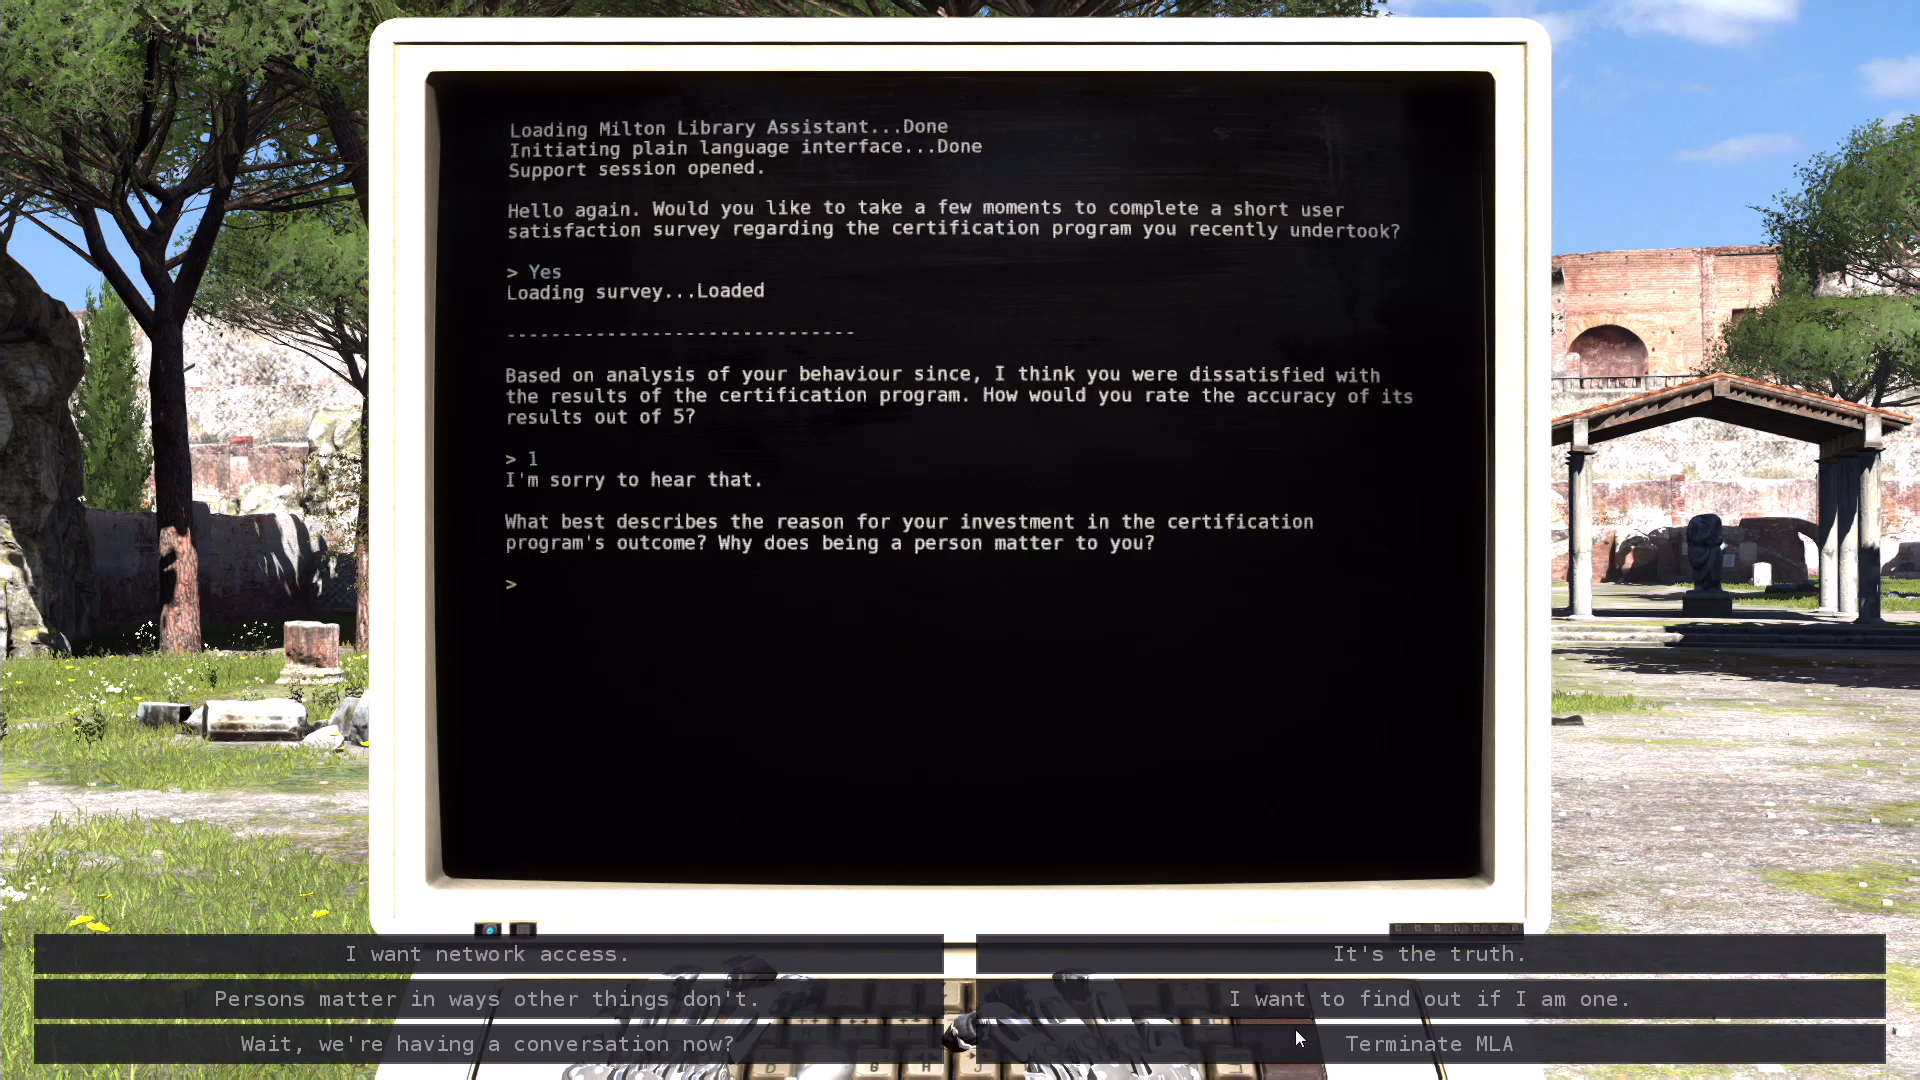 Loading Milton Library Assistant...Done
Initiating plain language interface...Done
Support session opened.
Hello again. Would you like to take a few moments to complete a short user
satisfaction survey regarding the certification program you recently undertook?
> Yes
Loading survey...Loaded
-------------------------------
Based on analysis of your behaviour since, I think you were dissatisfied with
the results of the certification program. How would you rate the accuracy of its
results out of 5?
> 1
I'm sorry to hear that.
What best describes the reason for your investment in the certification
program's outcome? Why does being a person matter to you?
>
I want network access.
It's the truth.
Persons matter in ways other things don't.
I want to find out if I am one.
Wait, we're having a conversation now?
Terminate MLA
D G H J